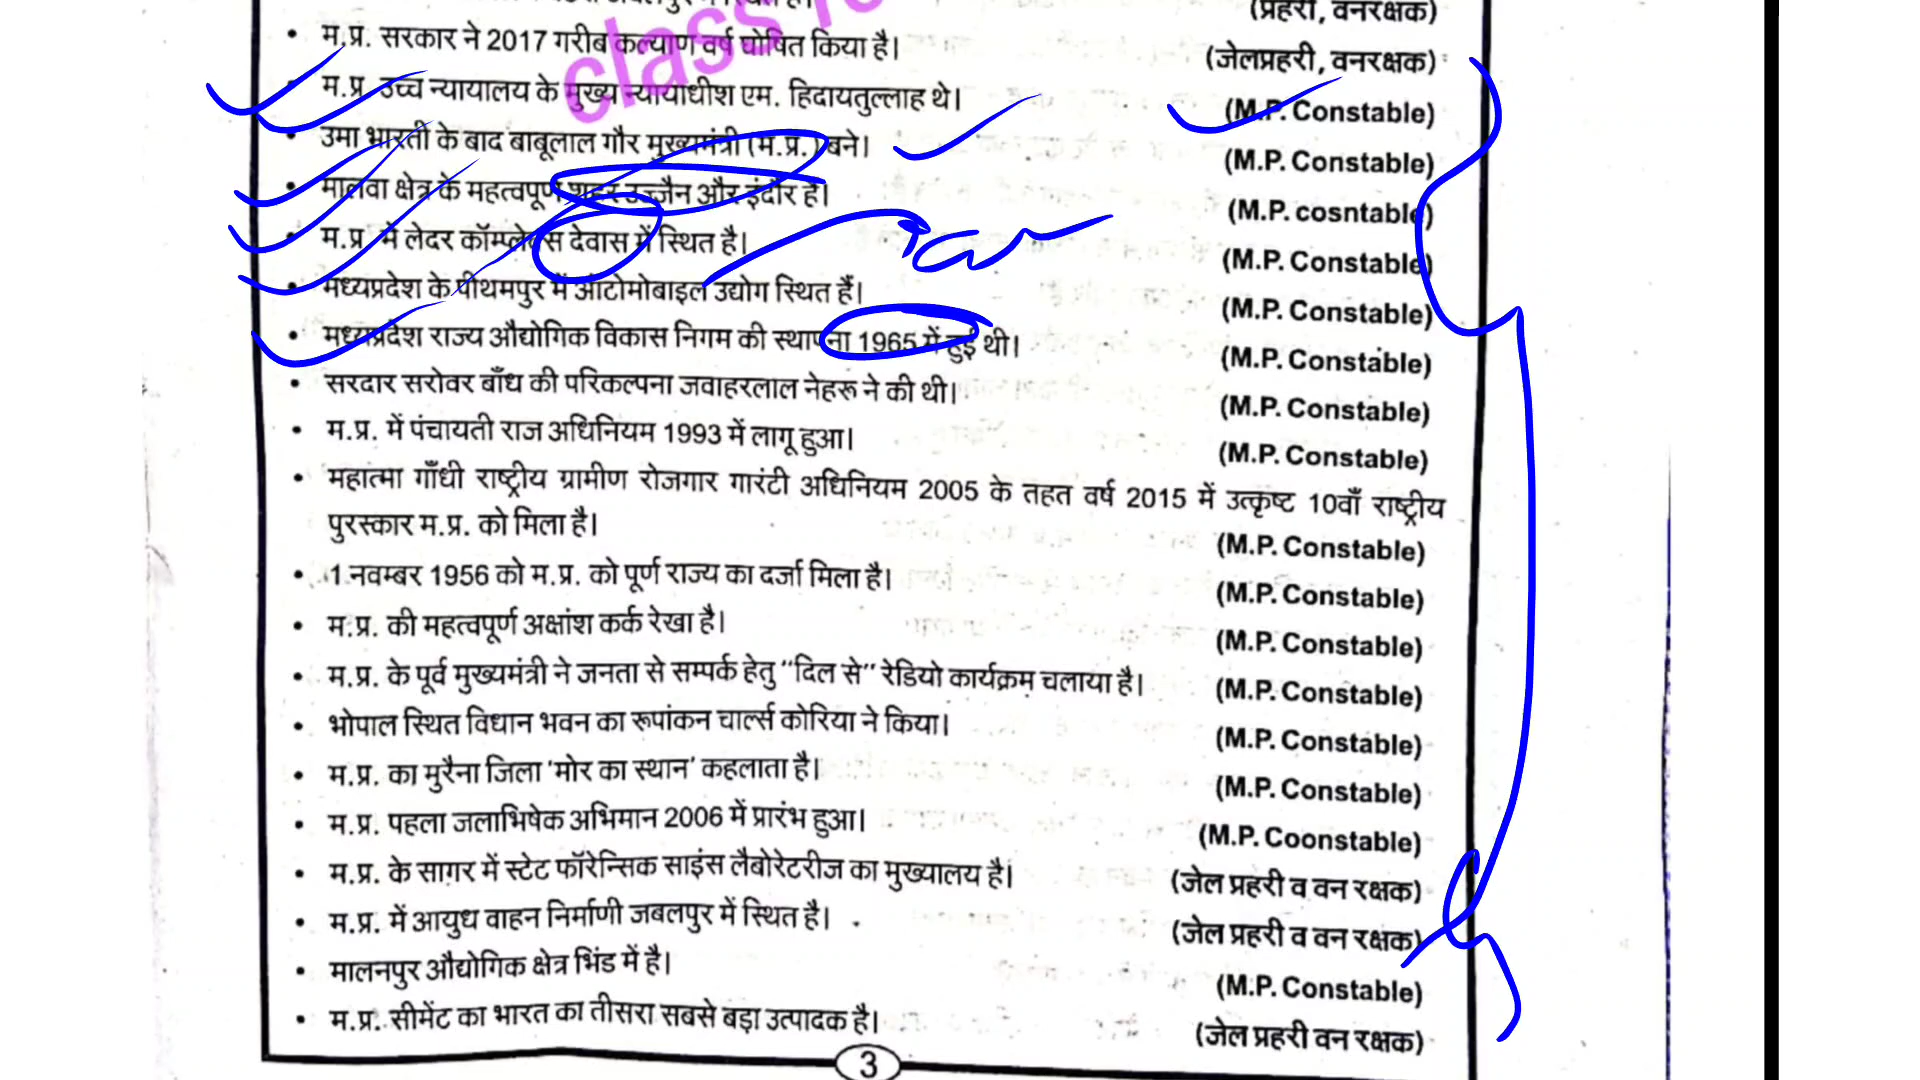 (प्रहरी, वनरक्षक)
• म.प्र. सरकार ने 2017 गरीब कल्याण वर्ष घोषित किया है। (जेलप्रहरी, वनरक्षक)
class
• म.प्र. उच्च न्यायालय के मुख्य न्यायाधीश एम. हिदायतुल्लाह थे। (M.P. Constable)
• उमा भारती के बाद बाबूलाल गौर मुख्यमंत्री (म.प्र.) बने। (M.P. Constable)
• मालवा क्षेत्र के महत्वपूर्ण शहर उज्जैन और इंदौर है। (M.P. cosntable)
• म.प्र. में लेदर कॉम्प्लेक्स देवास में स्थित है। (M.P. Constable)
• मध्यप्रदेश के पीथमपुर में ऑटोमोबाइल उद्योग स्थित हैं। (M.P. Constable)
• मध्यप्रदेश राज्य औद्योगिक विकास निगम की स्थापना 1965 में हुई थी। (M.P. Constable)
• सरदार सरोवर बाँध की परिकल्पना जवाहरलाल नेहरू ने की थी। (M.P. Constable)
• म.प्र. में पंचायती राज अधिनियम 1993 में लागू हुआ। (M.P. Constable)
• महात्मा गाँधी राष्ट्रीय ग्रामीण रोजगार गारंटी अधिनियम 2005 के तहत वर्ष 2015 में उत्कृष्ट 10वाँ राष्ट्रीय
पुरस्कार म.प्र. को मिला है। (M.P. Constable)
• 1 नवम्बर 1956 को म.प्र. को पूर्ण राज्य का दर्जा मिला है। (M.P. Constable)
• म.प्र. की महत्वपूर्ण अक्षांश कर्क रेखा है। (M.P. Constable)
• म.प्र. के पूर्व मुख्यमंत्री ने जनता से सम्पर्क हेतु "दिल से" रेडियो कार्यक्रम चलाया है। (M.P. Constable)
• भोपाल स्थित विधान भवन का रूपांकन चार्ल्स कोरिया ने किया। (M.P. Constable)
• म.प्र. का मुरैना जिला 'मोर का स्थान' कहलाता है। (M.P. Constable)
• म.प्र. पहला जलाभिषेक अभिमान 2006 में प्रारंभ हुआ। (M.P. Coonstable)
• म.प्र. के सागर में स्टेट फॉरेन्सिक साइंस लैबोरेटरीज का मुख्यालय है। (जेल प्रहरी व वन रक्षक)
• म.प्र. में आयुध वाहन निर्माणी जबलपुर में स्थित है। (जेल प्रहरी व वन रक्षक)
• मालनपुर औद्योगिक क्षेत्र भिंड में है। (M.P. Constable)
• म.प्र. सीमेंट का भारत का तीसरा सबसे बड़ा उत्पादक है। (जेल प्रहरी वन रक्षक)
3